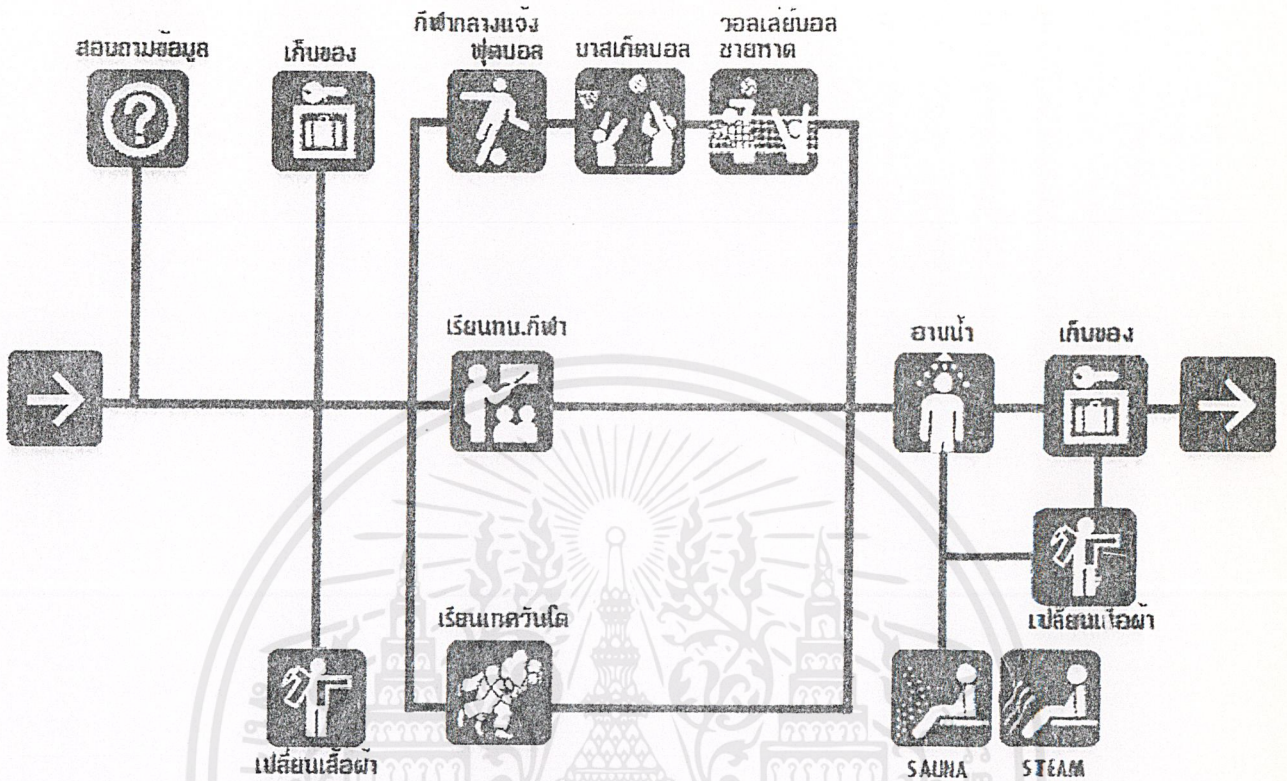 สอบถามข้อมูล
เก็บของ
กีฬากลางแจ้ง
ฟุตบอล
บาสเก็ตบอล
วอลเลย์บอล
ชายหาด
เรียนทบ.กีฬา
อาบน้ำ
เก็บของ
เรียนเทควันโด
เปลี่ยนเสื้อผ้า
เปลี่ยนเสื้อผ้า
SAUNA
STEAM